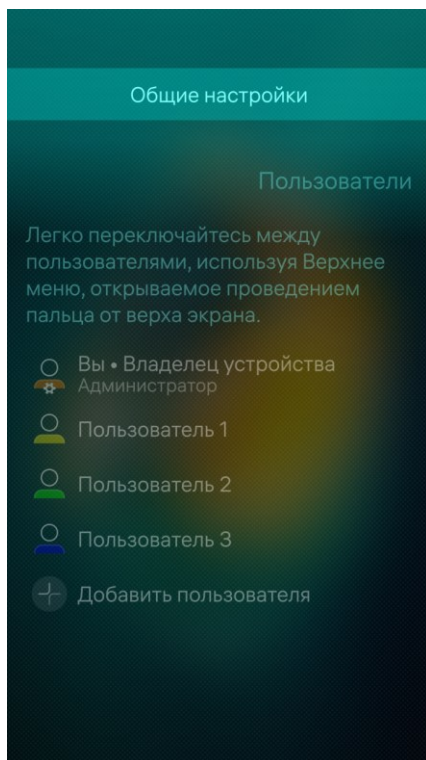 Общие настройки
Пользователи
Легко переключайтесь между
пользователями, используя Верхнее
меню, открываемое проведением
пальца от верха экрана.
Вы • Владелец устройства
Администратор
Пользователь 1
Пользователь 2
Пользователь 3
Добавить пользователя